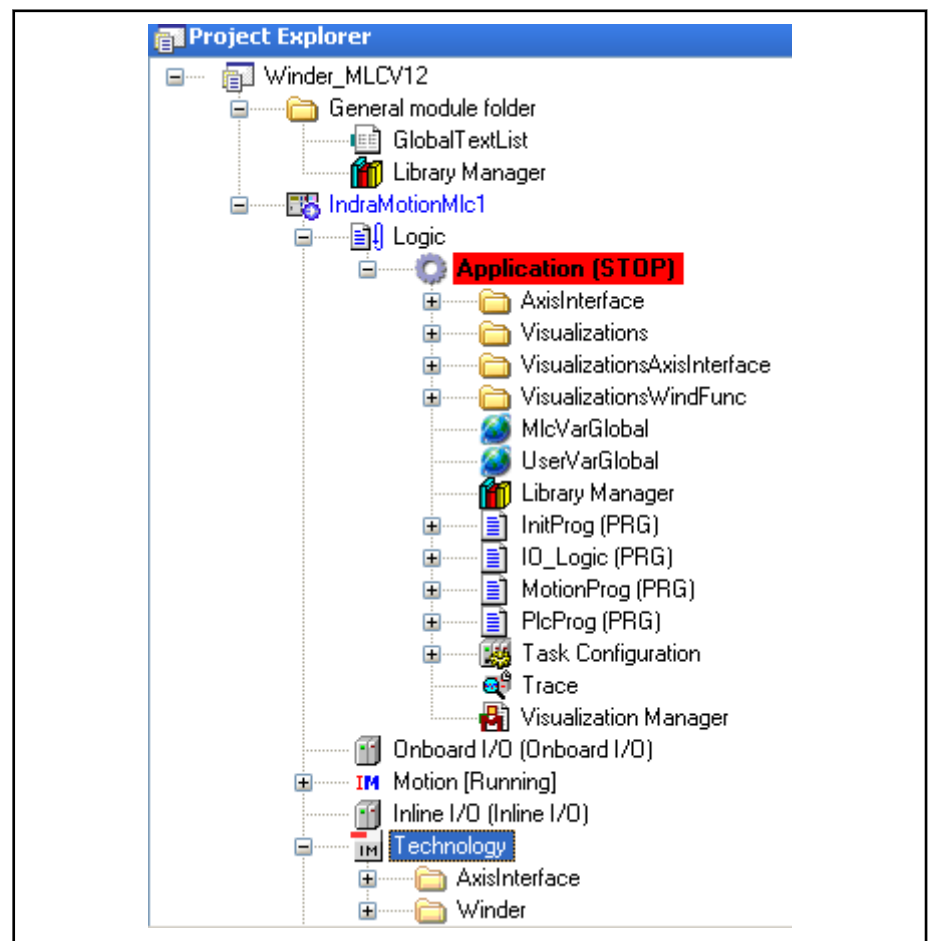 Project Explorer
Winder_MLCV12
General module folder
GlobalTextList
Library Manager
IndraMotionMlc1
Logic
Application (STOP)
AxisInterface
Visualizations
VisualizationsAxisInterface
VisualizationsWindFunc
MlcVarGlobal
UserVarGlobal
Library Manager
InitProg (PRG)
IO_Logic (PRG)
MotionProg (PRG)
PlcProg (PRG)
Task Configuration
Trace
Visualization Manager
Onboard I/O (Onboard I/O)
IM Motion [Running]
Inline I/O (Inline I/O)
IM Technology
AxisInterface
Winder